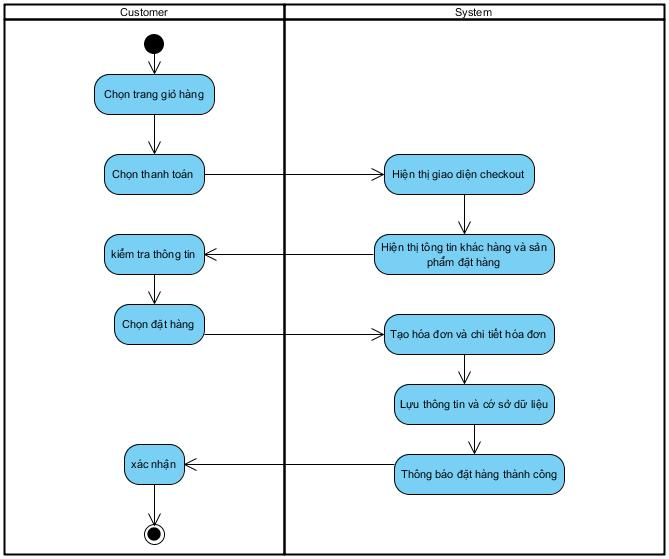 Customer
System
Chọn trang giỏ hàng
Chọn thanh toán
Hiện thị giao diện checkout
Hiện thị tông tin khác hàng và sản
phẩm đặt hàng
kiểm tra thông tin
Chọn đặt hàng
Tạo hóa đơn và chi tiết hóa đơn
Lựu thông tin và cớ sở dữ liệu
Thông báo đặt hàng thành công
xác nhận